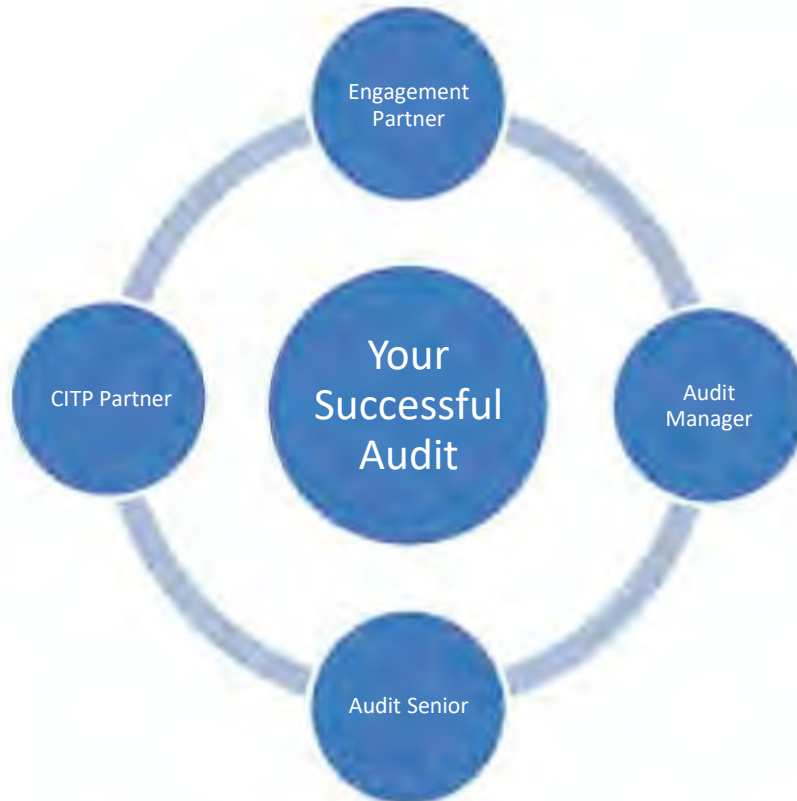 Engagement
Partner
CITP Partner
Your
Successful
Audit
Audit
Manager
Audit Senior